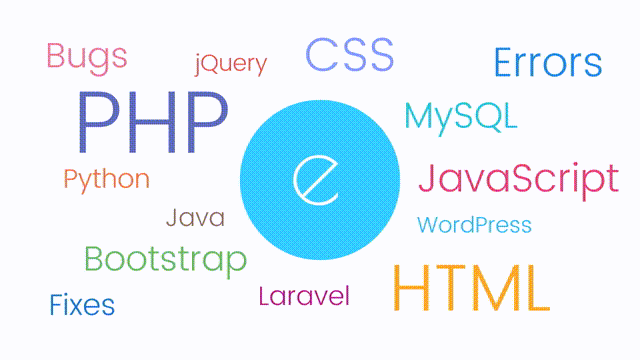 Bugs
jQuery
CSS
Errors
PHP
MySQL
Python
e
JavaScript
Java
WordPress
Bootstrap
Laravel
HTML
Fixes